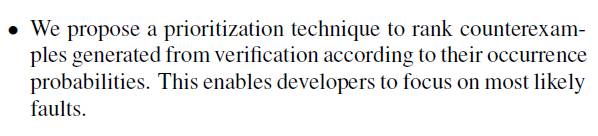 • We propose a prioritization technique to rank counterexam-
ples generated from verification according to their occurrence
probabilities. This enables developers to focus on most likely
faults.